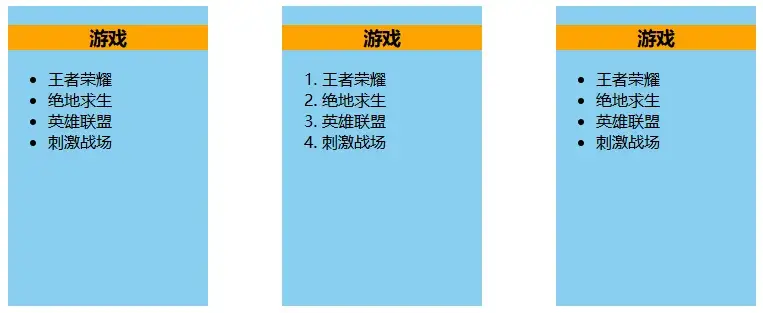 游戏
• 王者荣耀
• 绝地求生
• 英雄联盟
• 刺激战场
游戏
1. 王者荣耀
2. 绝地求生
3. 英雄联盟
4. 刺激战场
游戏
• 王者荣耀
• 绝地求生
• 英雄联盟
• 刺激战场